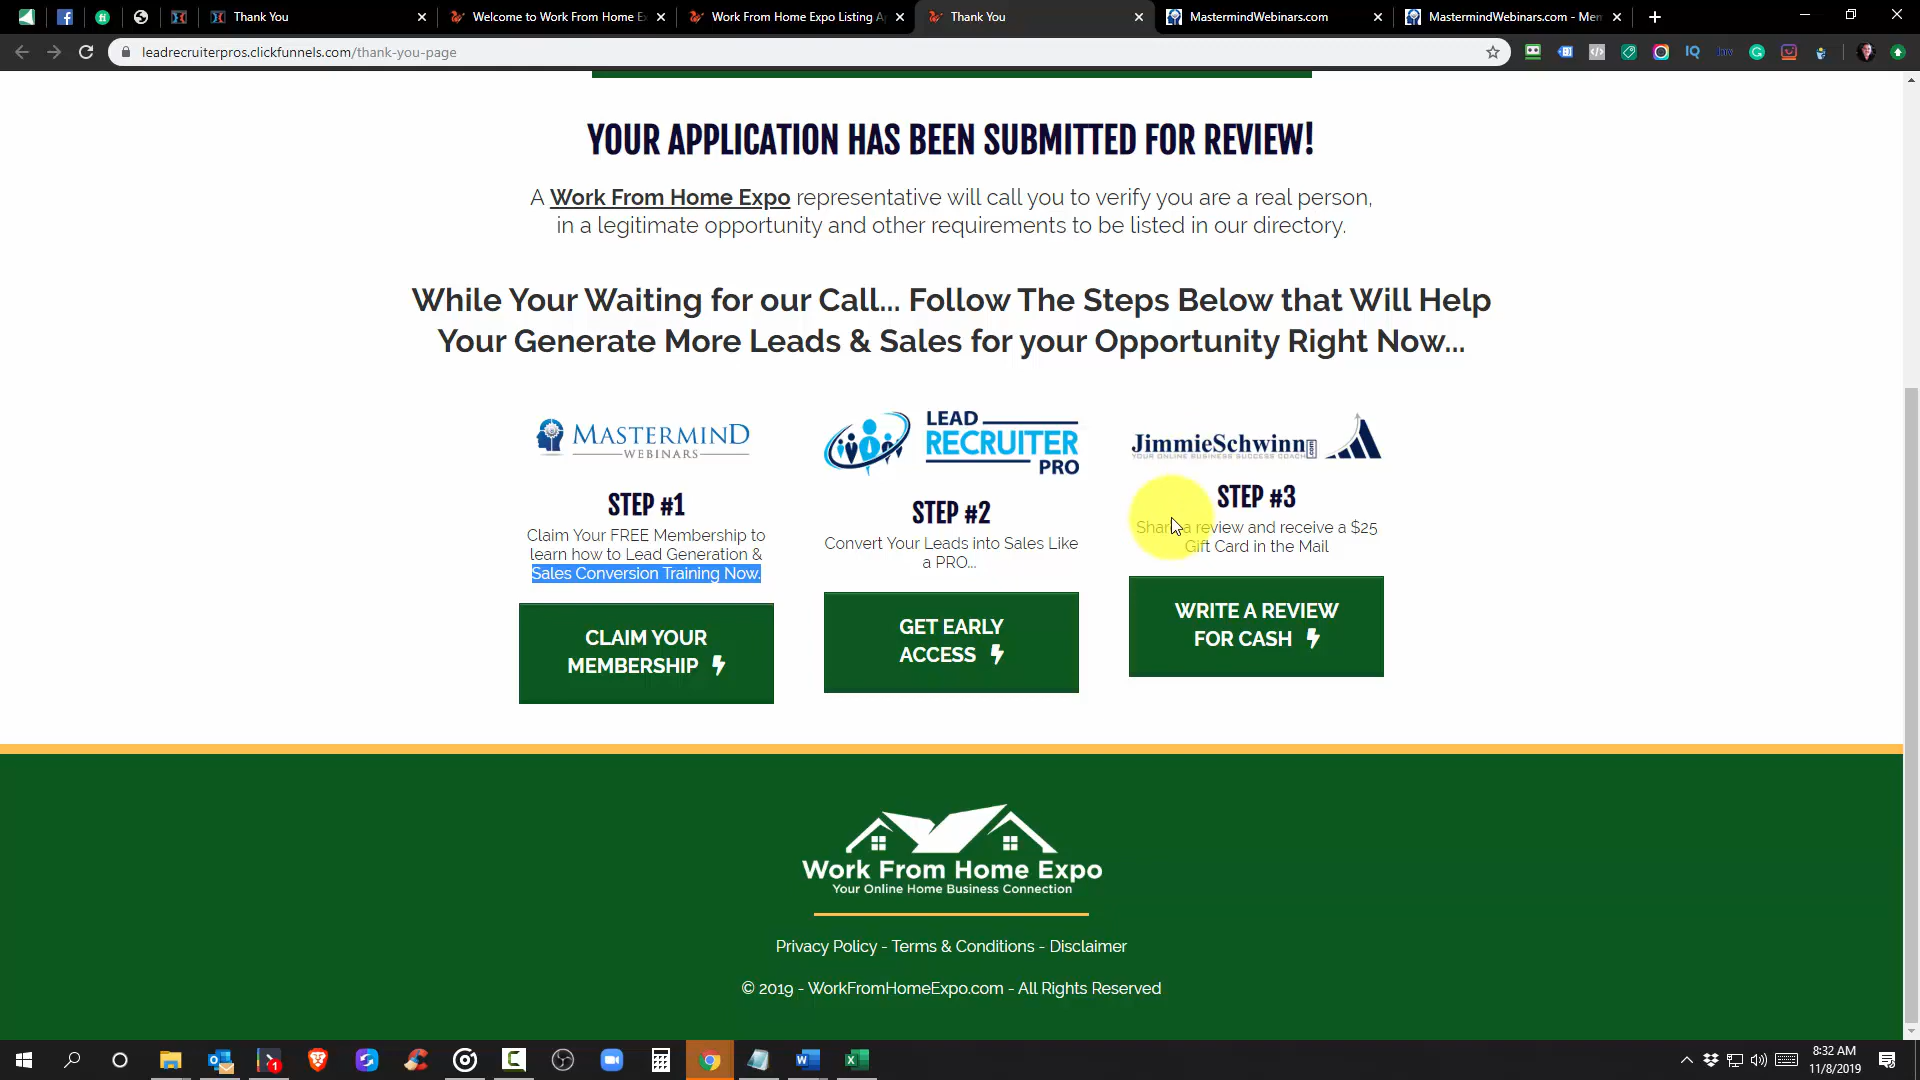 Thank You
Welcome to Work From Home E
Work From Home Expo Listing A
Thank You
MastermindWebinars.com
MastermindWebinars.com - Mem
leadrecruiterpros.clickfunnels.com/thank-you-page
YOUR APPLICATION HAS BEEN SUBMITTED FOR REVIEW!
A Work From Home Expo representative will call you to verify you are a real person,
in a legitimate opportunity and other requirements to be listed in our directory.
While Your Waiting for our Call... Follow The Steps Below that Will Help
Your Generate More Leads & Sales for your Opportunity Right Now...
MASTERMIND
WEBINARS
STEP #1
Claim Your FREE Membership to
learn how to Lead Generation &
Sales Conversion Training Now.
CLAIM YOUR
MEMBERSHIP
LEAD
RECRUITER
PRO
STEP #2
Convert Your Leads into Sales Like
a PRO...
GET EARLY
ACCESS
JimmieSchwinn
YOUR ONLINE BUSINESS SUCCESS COACH
STEP #3
Share a review and receive a $25
Gift Card in the Mail
WRITE A REVIEW
FOR CASH
Work From Home Expo
Your Online Home Business Connection
Privacy Policy - Terms & Conditions - Disclaimer
© 2019 - WorkFromHomeExpo.com - All Rights Reserved
8:32 AM
11/8/2019